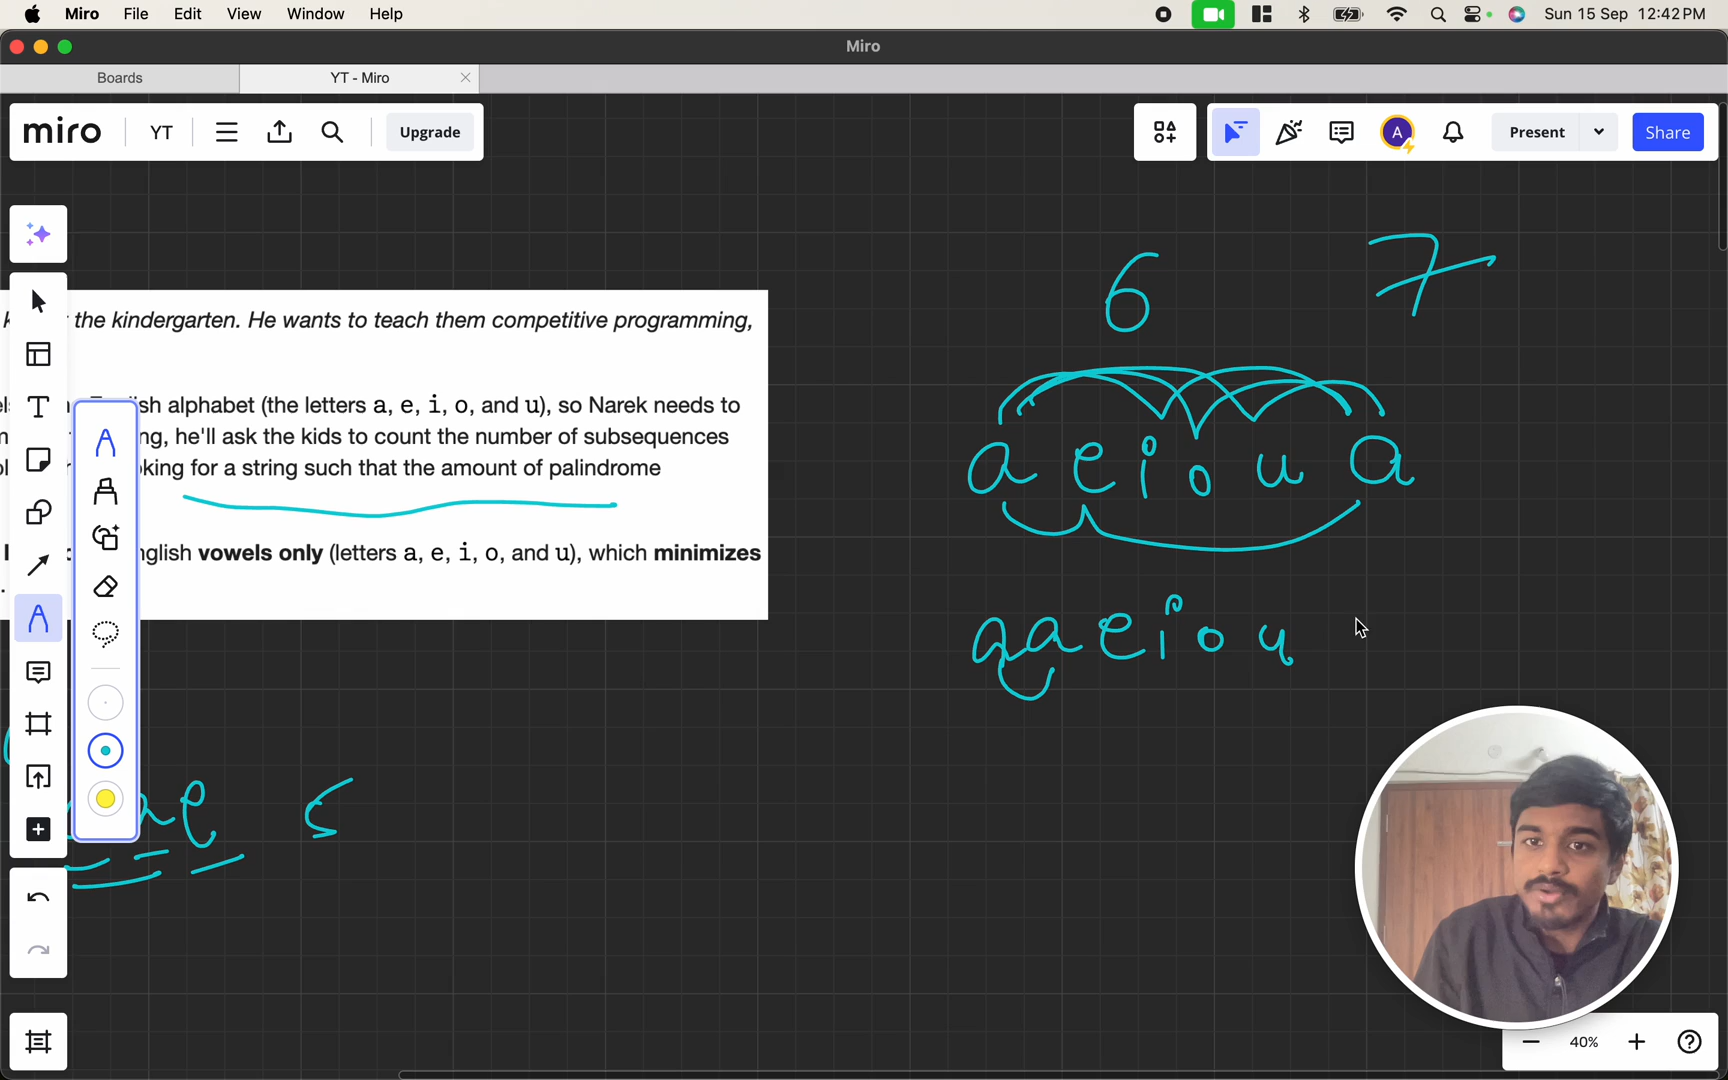 Miro File Edit View Window Help Sun 15 Sep 12:42 PM
Miro
Boards YT - Miro
miro YT Upgrade A Present Share
6 7
the kindergarten. He wants to teach them competitive programming,
sh alphabet (the letters a, e, i, o, and u), so Narek needs to
ng, he'll ask the kids to count the number of subsequences
king for a string such that the amount of palindrome
a e i o u a
nglish vowels only (letters a, e, i, o, and u), which minimizes
a a e i o u
40%